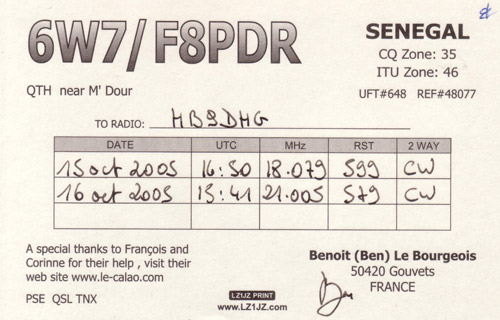 6W7/F8PDR
SENEGAL
CQ Zone: 35
ITU Zone: 46
QTH near M' Dour
UFT#648 REF#48077
TO RADIO: HB9DHG
DATE UTC MHz RST 2 WAY
15 oct 2005 16:50 18.079 599 CW
16 oct 2005 15:41 21.005 579 CW
A special thanks to François and
Corinne for their help , visit their
web site www.le-calao.com
PSE QSL TNX
Benoit (Ben) Le Bourgeois
50420 Gouvets
FRANCE
Ben
LZ1JZ PRINT
www.LZ1JZ.com